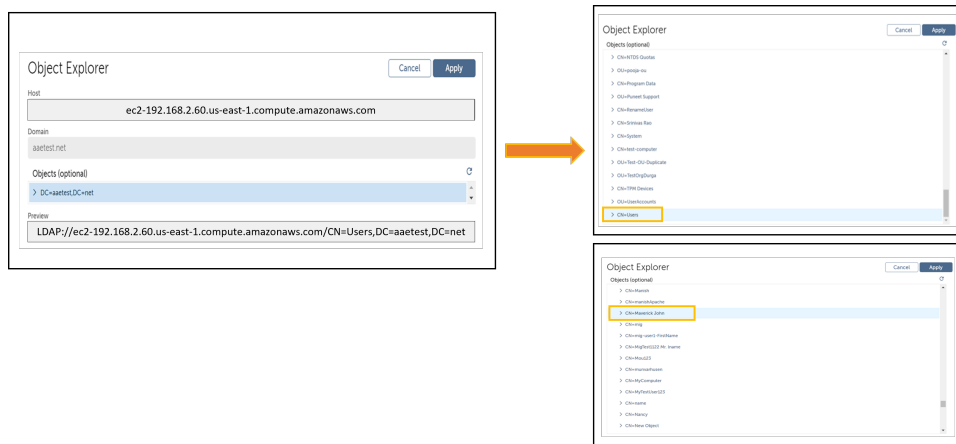 Object Explorer
Cancel
Apply
Host
ec2-192.168.2.60.us-east-1.compute.amazonaws.com
Domain
aaetest.net
Objects (optional)
> DC=aaetest,DC=net
Preview
LDAP://ec2-192.168.2.60.us-east-1.compute.amazonaws.com/CN=Users,DC=aaetest,DC=net
Object Explorer
Cancel
Apply
Objects (optional)
> CN=NTDS Quotas
> OU=pooja-ou
> CN=Program Data
> OU=Puneet Support
> CN=RenameUser
> CN=Srinivas Rao
> CN=System
> CN=test-computer
> OU=Test-OU-Duplicate
> OU=TestOrgDurga
> CN=TPM Devices
> OU=UserAccounts
> CN=Users
Object Explorer
Cancel
Apply
Objects (optional)
> CN=Manish
> CN=manishApache
> CN=Maverick John
> CN=mig
> CN=mig-user1-FirstName
> CN=MigTest1122 Mr. lname
> CN=Mou123
> CN=munnarhusen
> CN=MyComputer
> CN=MyTestUser123
> CN=name
> CN=Nancy
> CN=New Object